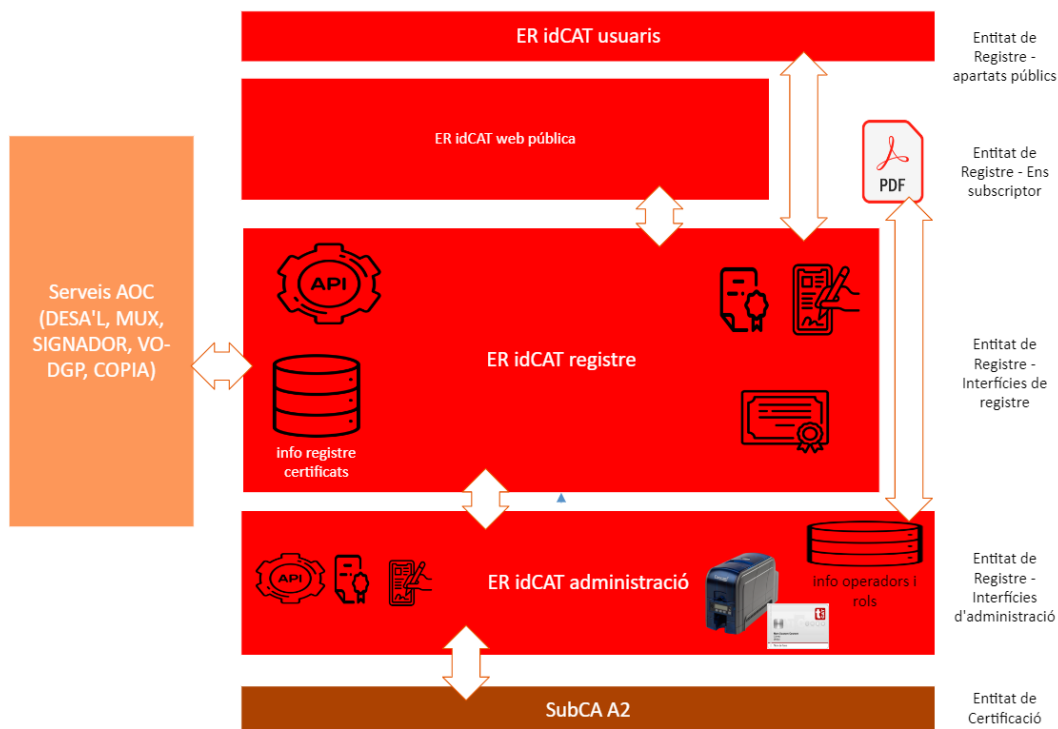 ER idCAT usuaris
Entitat de
Registre -
apartats públics
ER idCAT web pública
PDF
Entitat de
Registre - Ens
subscriptor
Serveis AOC
(DESA'L, MUX,
SIGNADOR, VO-
DGP, COPIA)
API
ER idCAT registre
info registre
certificats
Entitat de
Registre -
Interfícies de
registre
API
ER idCAT administració
info operadors i
rols
Entitat de
Registre -
Interfícies
d'administració
SubCA A2
Entitat de
Certificació